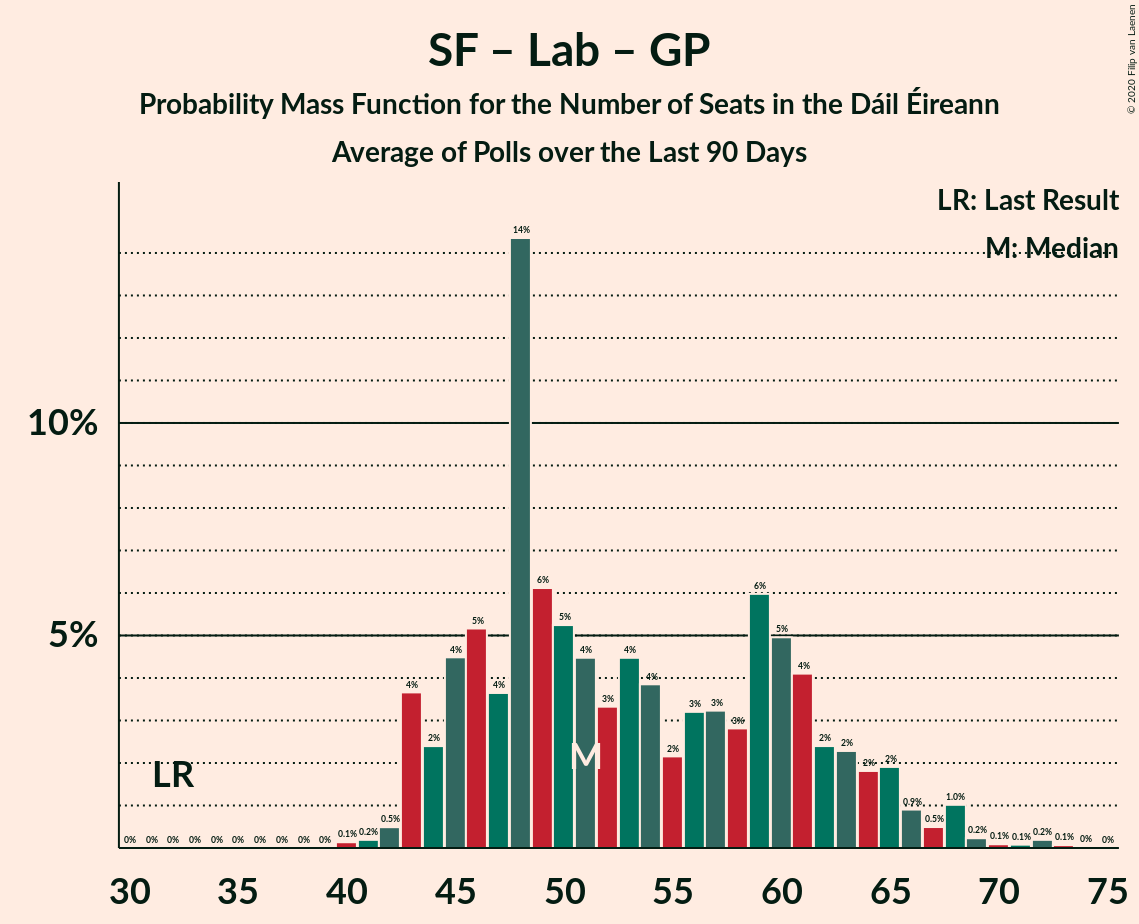 SF – Lab – GP
Probability Mass Function for the Number of Seats in the Dáil Éireann
Average of Polls over the Last 90 Days
© 2020 Filip van Laenen
LR: Last Result
M: Median
10%
5%
0% 0% 0% 0% 0% 0% 0% 0% 0% 0% 0.1% 0.2% 0.5% 4% 2% 4% 5% 4% 14% 6% 5% 4% 3% 4% 4% 2% 3% 3% 3% 6% 5% 4% 2% 2% 2% 2% 0.9% 0.5% 1.0% 0.2% 0.1% 0.1% 0.2% 0.1% 0% 0%
LR
M
30 35 40 45 50 55 60 65 70 75